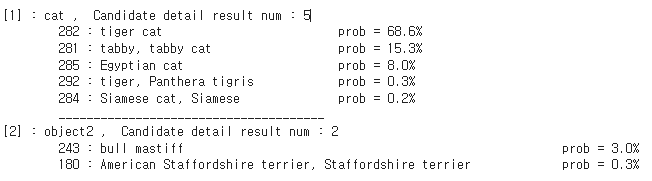 [1] : cat , Candidate detail result num : 5
282 : tiger cat prob = 68.6%
281 : tabby, tabby cat prob = 15.3%
285 : Egyptian cat prob = 8.0%
292 : tiger, Panthera tigris prob = 0.3%
284 : Siamese cat, Siamese prob = 0.2%
______________________________________
[2] : object2 , Candidate detail result num : 2
243 : bull mastiff prob = 3.0%
180 : American Staffordshire terrier, Staffordshire terrier prob = 0.3%